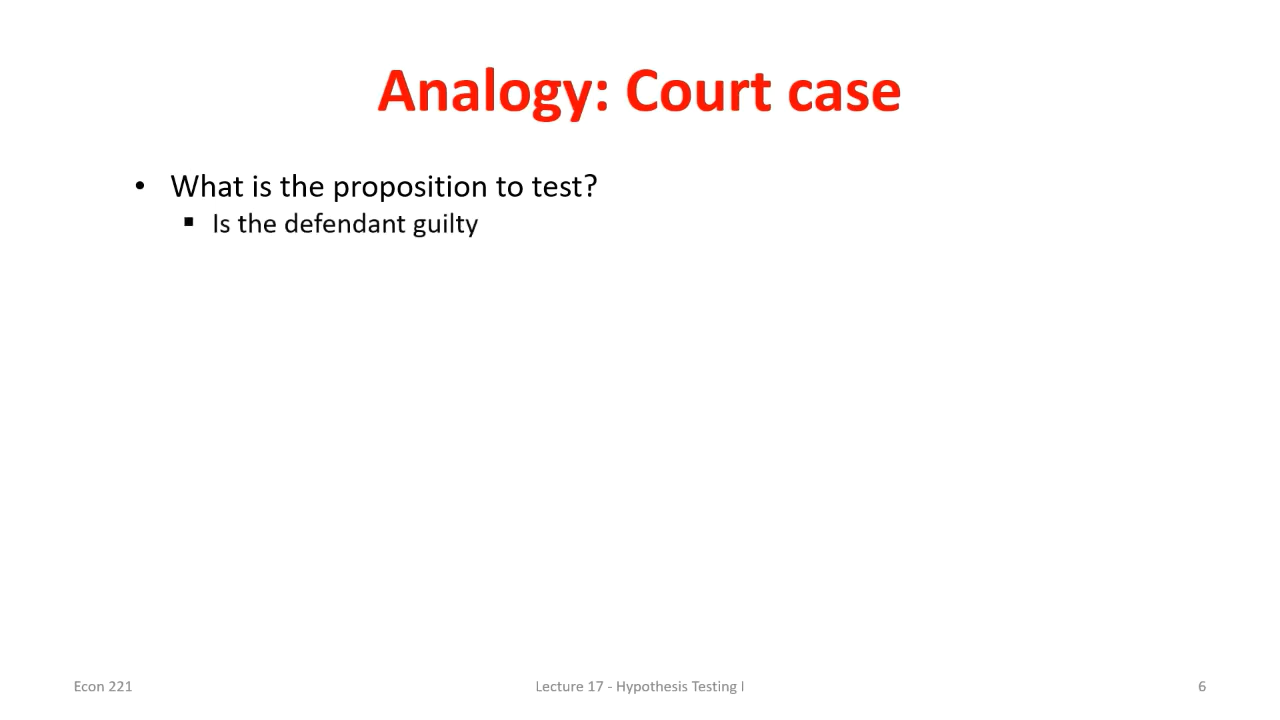 Analogy: Court case
• What is the proposition to test?
▪ Is the defendant guilty
Econ 221
Lecture 17 - Hypothesis Testing I
6